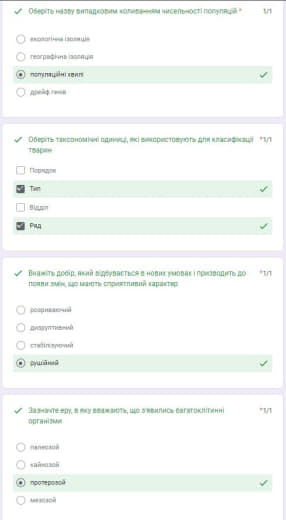 Оберіть назву випадковим коливанням чисельності популяцій * 1/1
екологічна ізоляція
географічна ізоляція
популяційні хвилі
дрейф генів
Оберіть таксономічні одиниці, які використовують для класифікації *1/1
тварин
Порядок
Тип
Відділ
Ряд
Вкажіть добір, який відбувається в нових умовах і призводить до *1/1
появи змін, що мають сприятливий характер
розриваючий
дизруптивний
стабілізуючий
рушійний
Зазначте еру, в яку вважають, що з'явились багатоклітинні *1/1
організми
палеозой
кайнозой
протерозой
мезозой